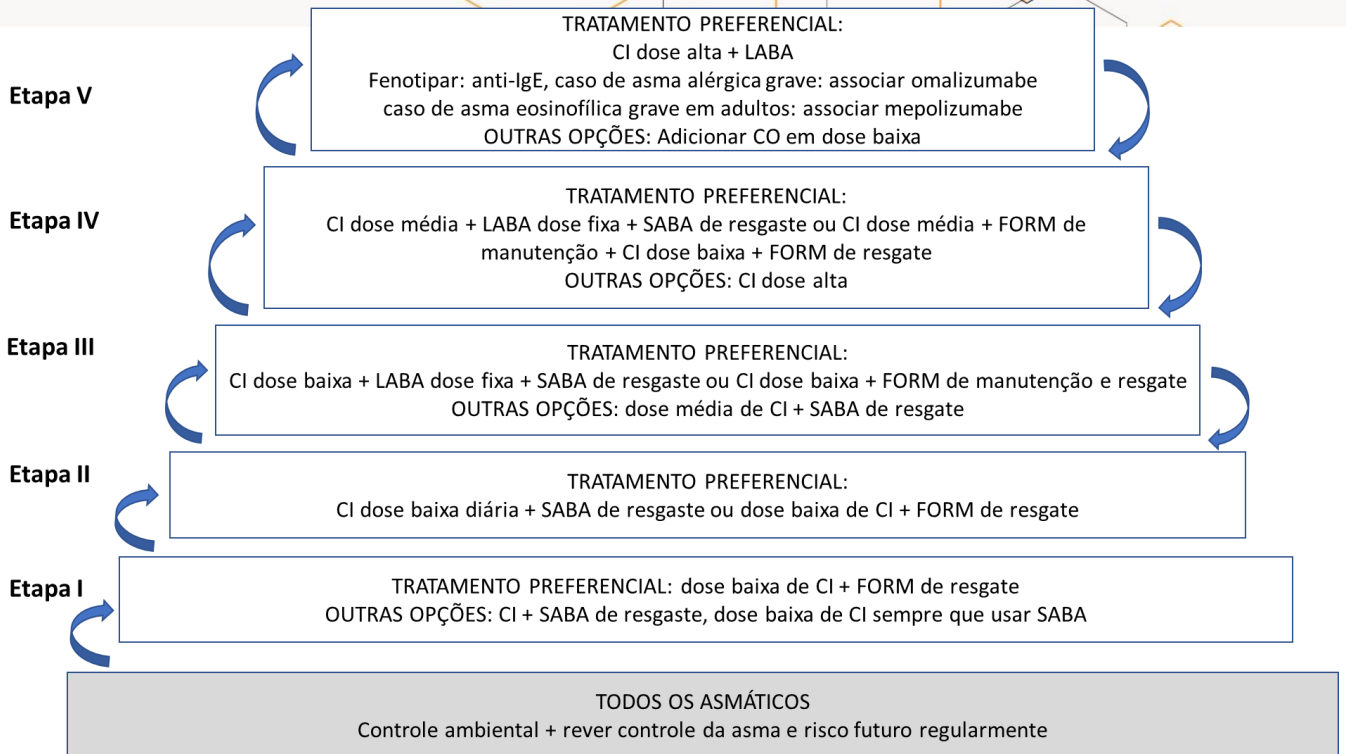 Etapa V
TRATAMENTO PREFERENCIAL:
CI dose alta + LABA
Fenotipar: anti-IgE, caso de asma alérgica grave: associar omalizumabe
caso de asma eosinofílica grave em adultos: associar mepolizumabe
OUTRAS OPÇÕES: Adicionar CO em dose baixa
Etapa IV
TRATAMENTO PREFERENCIAL:
CI dose média + LABA dose fixa + SABA de resgaste ou CI dose média + FORM de
manutenção + CI dose baixa + FORM de resgate
OUTRAS OPÇÕES: CI dose alta
Etapa III
TRATAMENTO PREFERENCIAL:
CI dose baixa + LABA dose fixa + SABA de resgaste ou CI dose baixa + FORM de manutenção e resgate
OUTRAS OPÇÕES: dose média de CI + SABA de resgate
Etapa II
TRATAMENTO PREFERENCIAL:
CI dose baixa diária + SABA de resgaste ou dose baixa de CI + FORM de resgate
Etapa I
TRATAMENTO PREFERENCIAL: dose baixa de CI + FORM de resgate
OUTRAS OPÇÕES: CI + SABA de resgaste, dose baixa de CI sempre que usar SABA
TODOS OS ASMÁTICOS
Controle ambiental + rever controle da asma e risco futuro regularmente